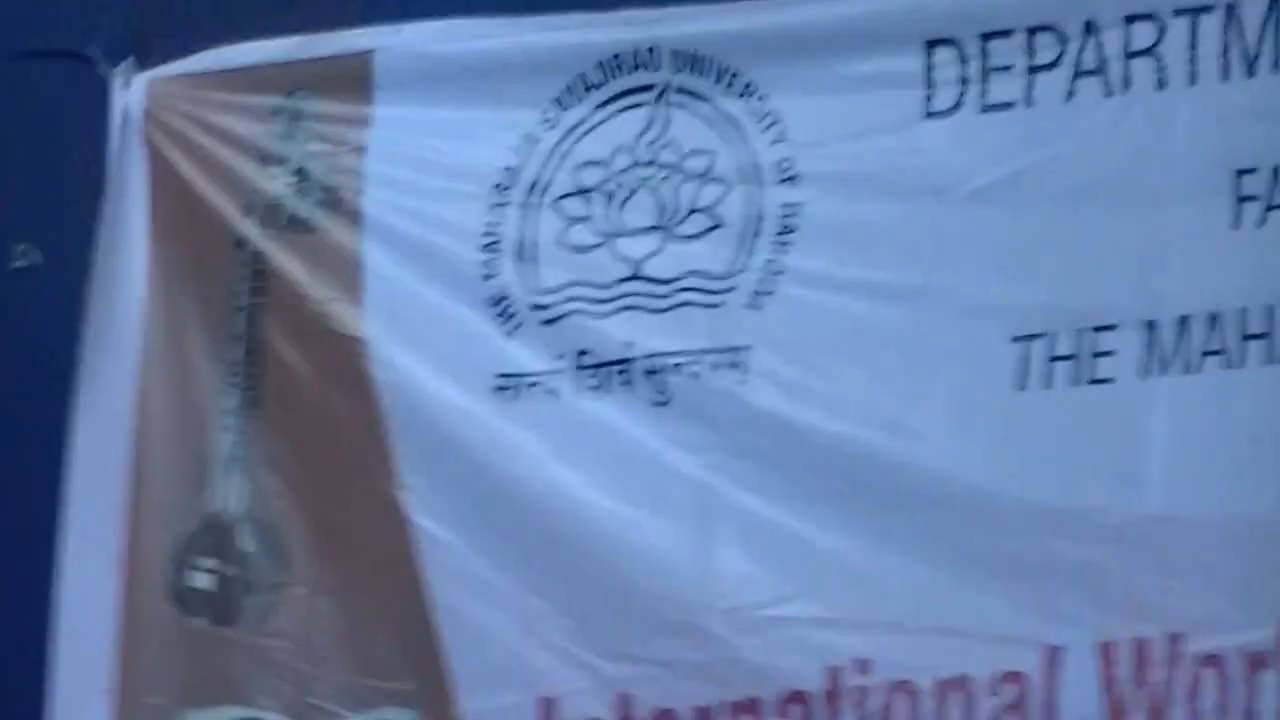 THE MAHARAJA SAYAJIRAO UNIVERSITY OF BARODA
सत्यं शिवं सुन्दरम्
DEPARTM
FA
THE MAH
International Wor